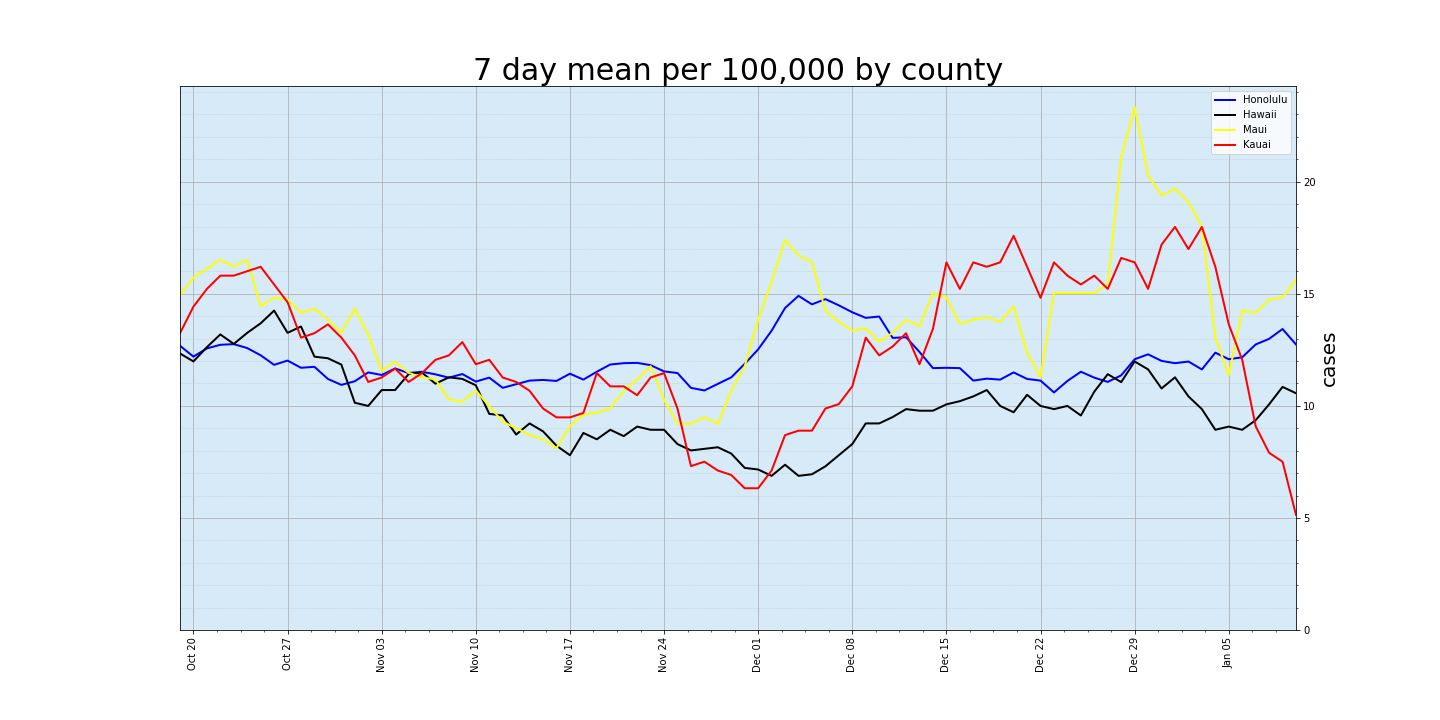 7 day mean per 100,000 by county
Honolulu
Hawaii
Maui
Kauai
20
15
10
5
0
cases
Oct 20
Oct 27
Nov 03
Nov 10
Nov 17
Nov 24
Dec 01
Dec 08
Dec 15
Dec 22
Dec 29
Jan 05